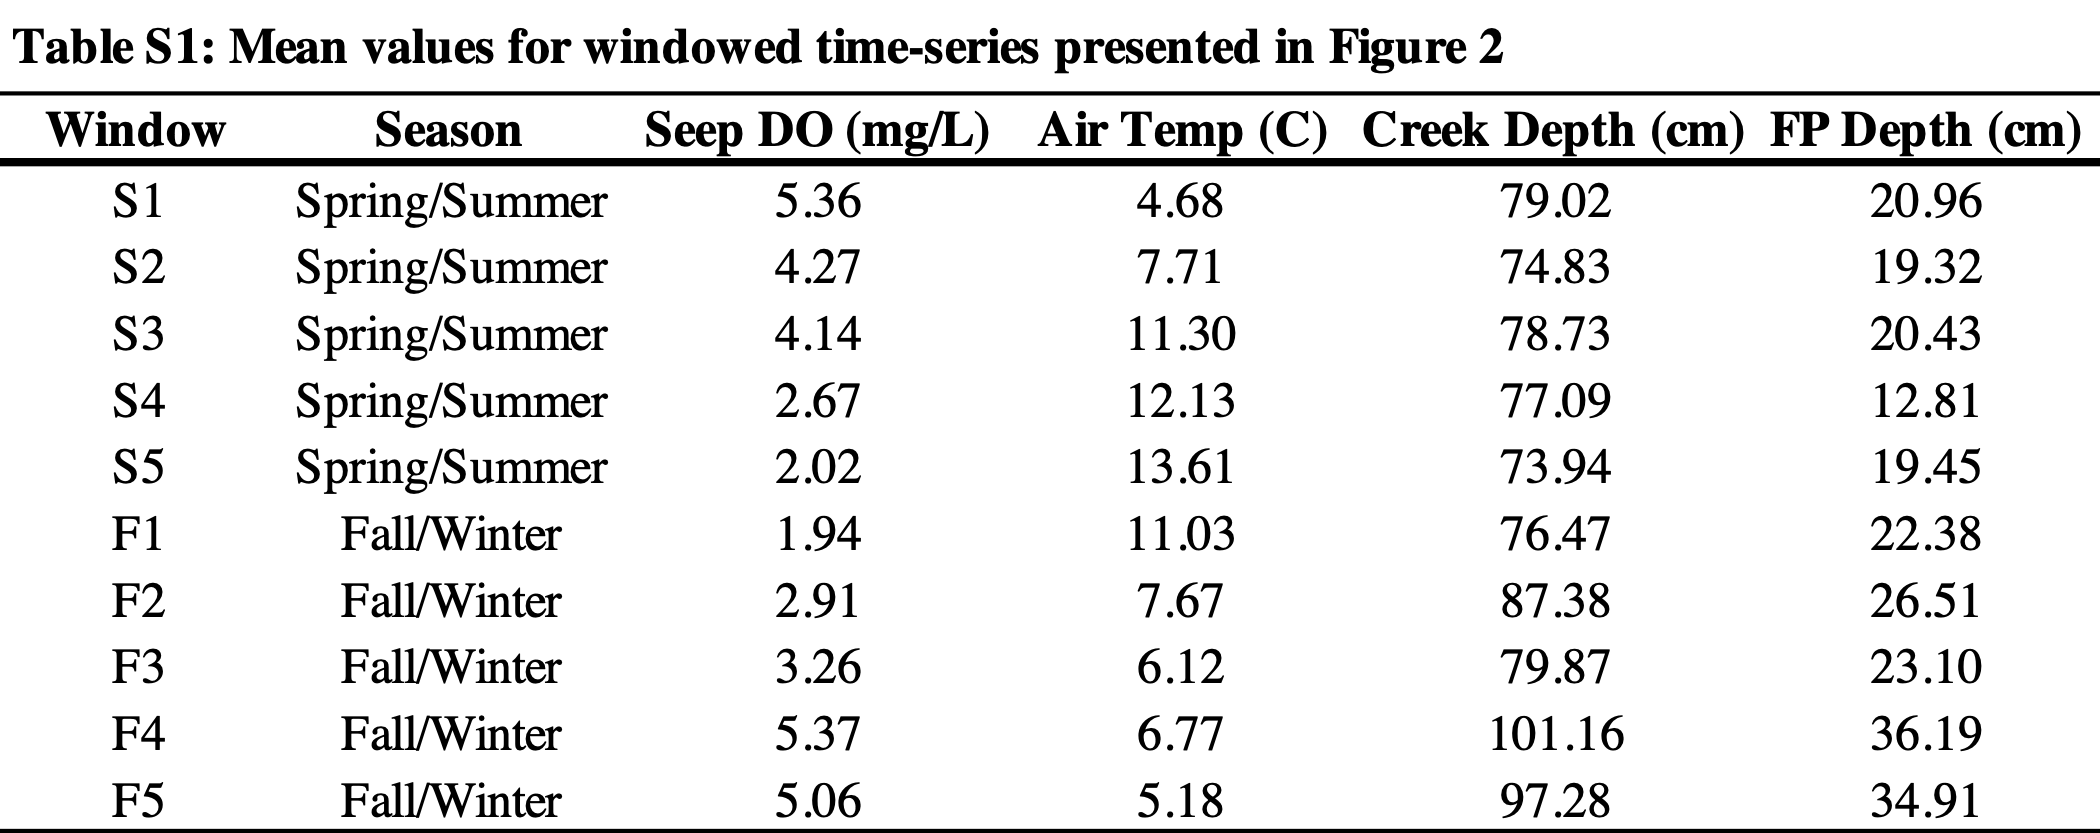 Table S1: Mean values for windowed time-series presented in Figure 2
Window Season Seep DO (mg/L) Air Temp (C) Creek Depth (cm) FP Depth (cm)
S1 Spring/Summer 5.36 4.68 79.02 20.96
S2 Spring/Summer 4.27 7.71 74.83 19.32
S3 Spring/Summer 4.14 11.30 78.73 20.43
S4 Spring/Summer 2.67 12.13 77.09 12.81
S5 Spring/Summer 2.02 13.61 73.94 19.45
F1 Fall/Winter 1.94 11.03 76.47 22.38
F2 Fall/Winter 2.91 7.67 87.38 26.51
F3 Fall/Winter 3.26 6.12 79.87 23.10
F4 Fall/Winter 5.37 6.77 101.16 36.19
F5 Fall/Winter 5.06 5.18 97.28 34.91